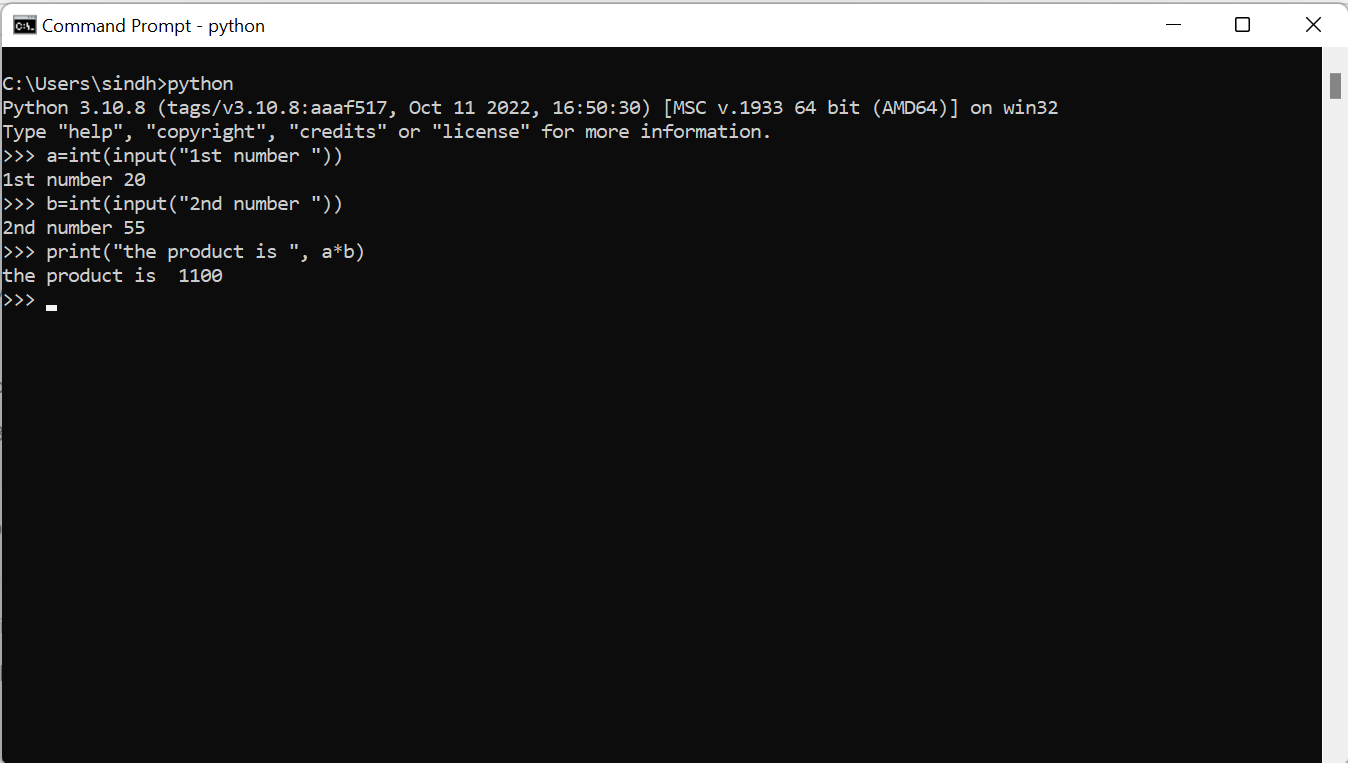 Command Prompt - python
C:\Users\sindh>python
Python 3.10.8 (tags/v3.10.8:aaaf517, Oct 11 2022, 16:50:30) [MSC v.1933 64 bit (AMD64)] on win32
Type "help", "copyright", "credits" or "license" for more information.
>>> a=int(input("1st number "))
1st number 20
>>> b=int(input("2nd number "))
2nd number 55
>>> print("the product is ", a*b)
the product is  1100
>>>